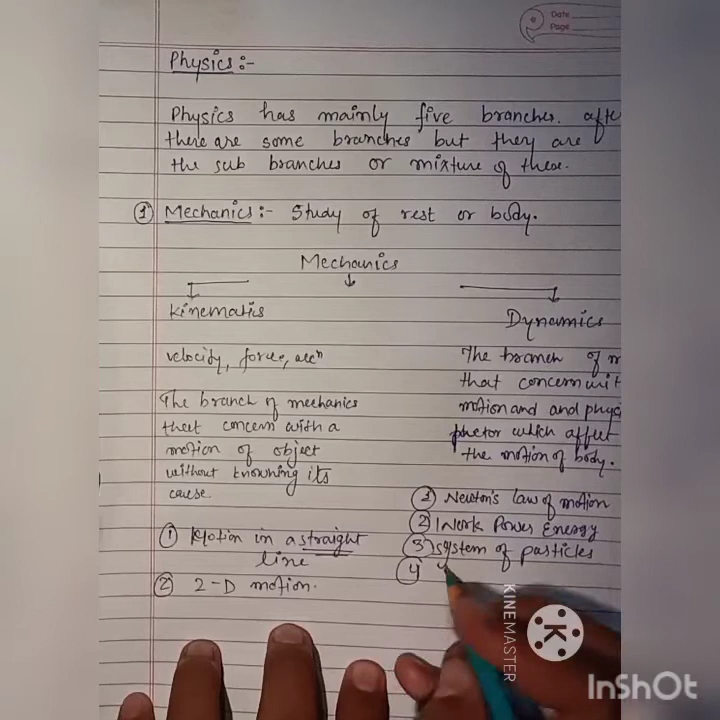 Date
Page
Physics :-
Physics has mainly five branches. afte
there are some branches but they are
the sub branches or mixture of these.
① Mechanics :- Study of rest or body.
Mechanics
Kinematics
Dynamics
velocity, force, accⁿ
The branch of mechanics
that concern with a
motion of object
without knowing its
cause.
① Motion in a straight
line
② 2-D motion.
The branch of m
that concern wit
motion and and phys
phctor which affect
the motion of body.
① Newton's law of motion
② Work Power Energy
③ system of particles
④
KINEMASTER
InShOt